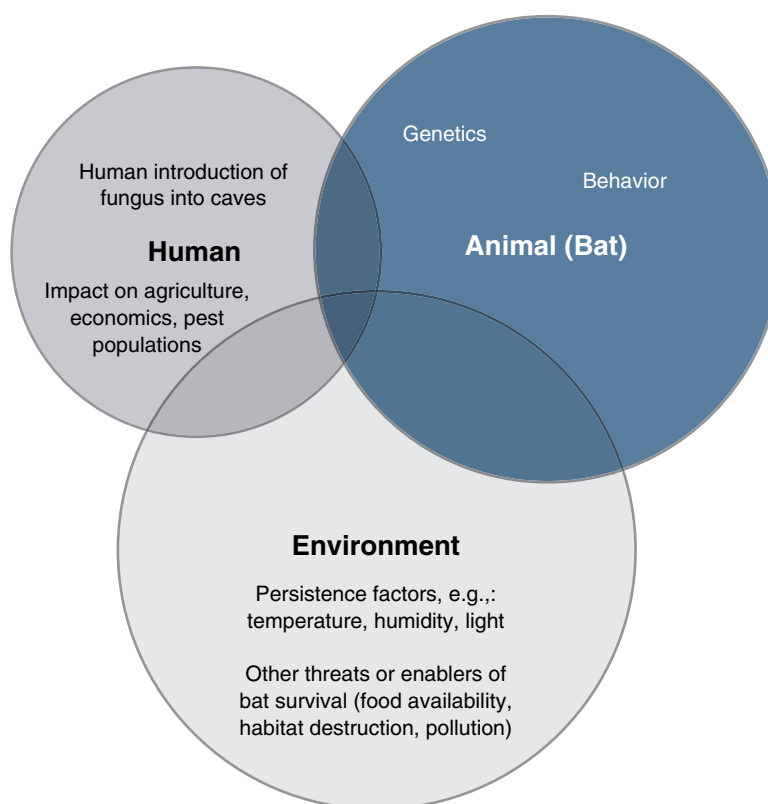 Genetics
Behavior
Animal (Bat)
Human introduction of
fungus into caves
Human
Impact on agriculture,
economics, pest
populations
Environment
Persistence factors, e.g.,:
temperature, humidity, light
Other threats or enablers of
bat survival (food availability,
habitat destruction, pollution)